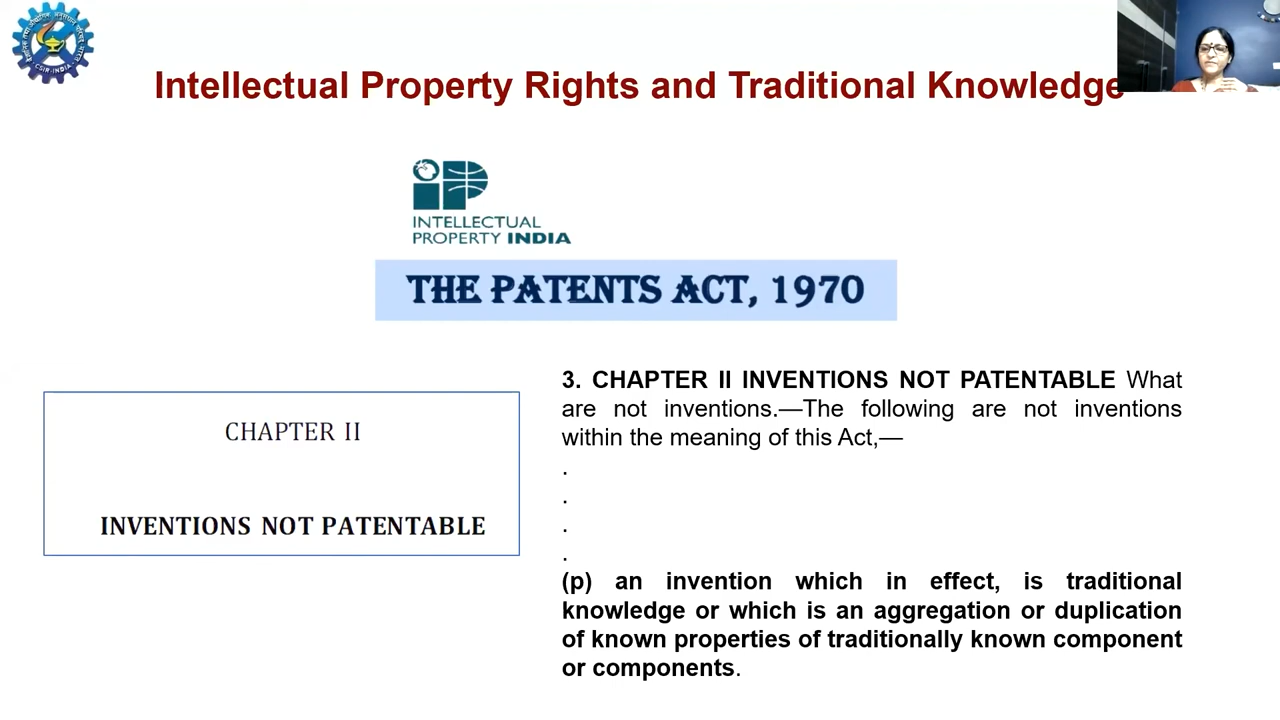 CSIR-INDIA
Intellectual Property Rights and Traditional Knowledge
iP
INTELLECTUAL
PROPERTY INDIA
THE PATENTS ACT, 1970
CHAPTER II
INVENTIONS NOT PATENTABLE
3. CHAPTER II INVENTIONS NOT PATENTABLE What
are not inventions.—The following are not inventions
within the meaning of this Act,—
.
.
.
.
(p) an invention which in effect, is traditional
knowledge or which is an aggregation or duplication
of known properties of traditionally known component
or components.